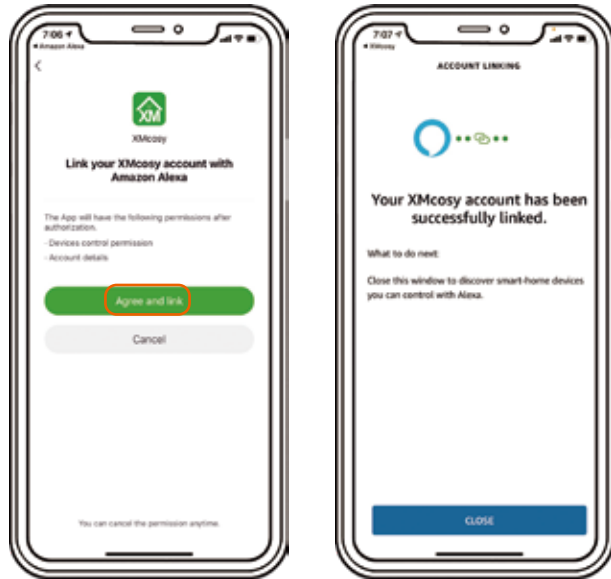 7:06
◀ Amazon Alexa
XM
XMcosy
Link your XMcosy account with
Amazon Alexa
The App will have the following permissions after
authorization.
- Devices control permission
- Account details
Agree and link
Cancel
You can cancel the permission anytime.
7:07
◀ XMcosy
ACCOUNT LINKING
Your XMcosy account has been
successfully linked.
What to do next:
Close this window to discover smart-home devices
you can control with Alexa.
CLOSE